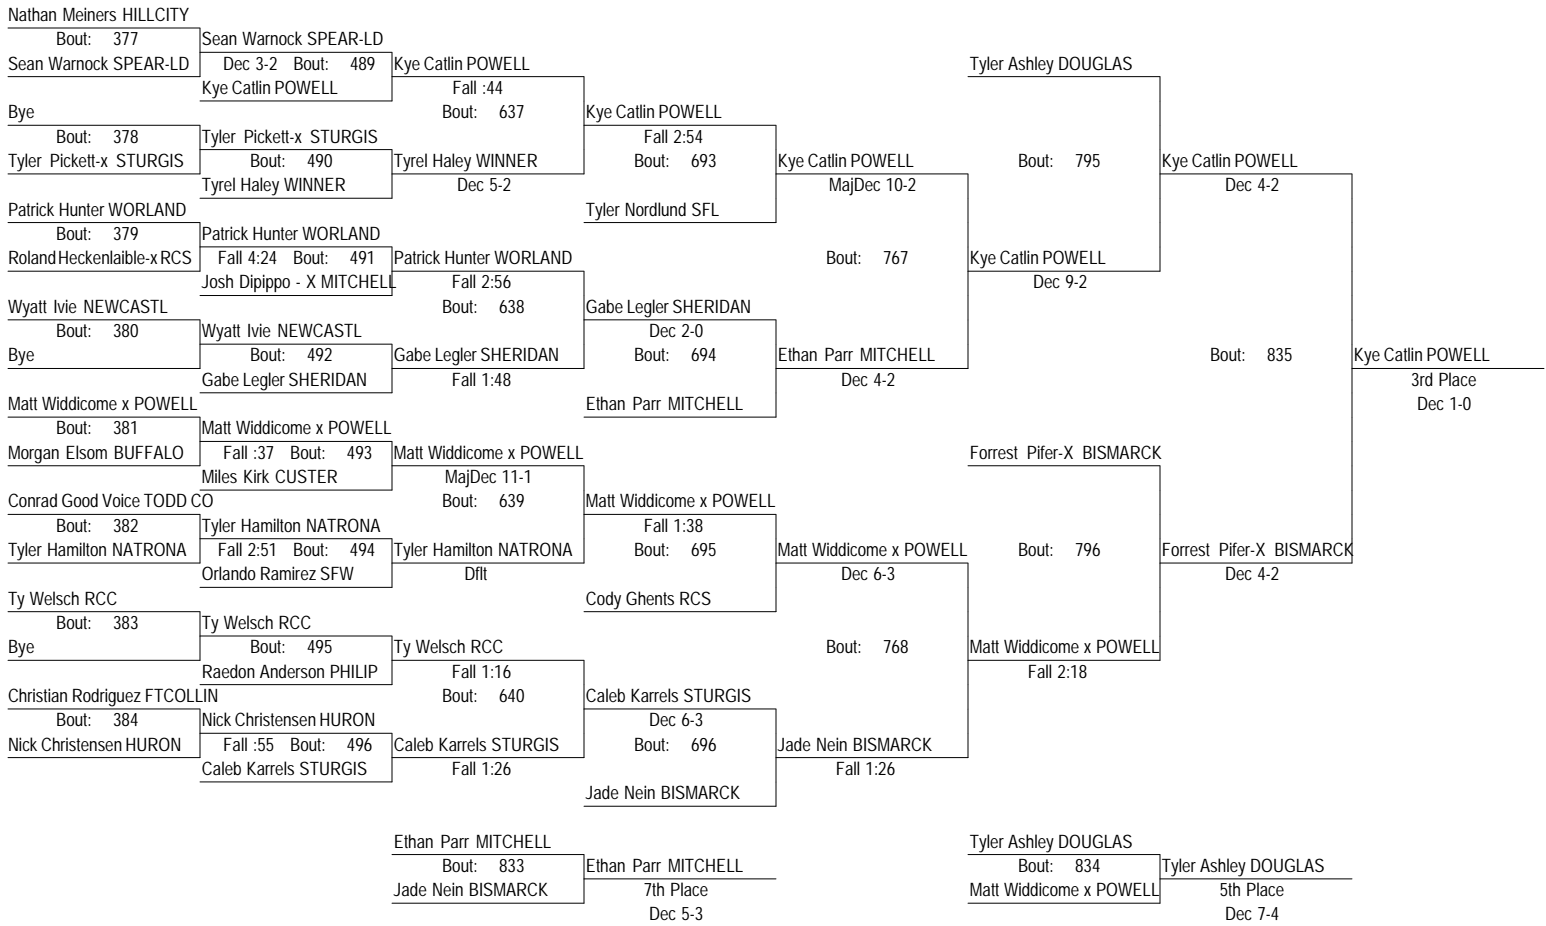 Nathan Meiners HILLCITY
Bout: 377 Sean Warnock SPEAR-LD
Sean Warnock SPEAR-LD Dec 3-2 Bout: 489 Kye Catlin POWELL Tyler Ashley DOUGLAS
Kye Catlin POWELL Fall :44
Bye Bout: 637 Kye Catlin POWELL
Bout: 378 Tyler Pickett-x STURGIS Fall 2:54
Tyler Pickett-x STURGIS Bout: 490 Tyrel Haley WINNER Bout: 693 Kye Catlin POWELL Bout: 795 Kye Catlin POWELL
Tyrel Haley WINNER Dec 5-2 MajDec 10-2 Dec 4-2
Patrick Hunter WORLAND Tyler Nordlund SFL
Bout: 379 Patrick Hunter WORLAND
Roland Heckenlaible-x RCS Fall 4:24 Bout: 491 Patrick Hunter WORLAND Bout: 767 Kye Catlin POWELL
Josh Dipippo - X MITCHELL Fall 2:56 Dec 9-2
Wyatt Ivie NEWCASTL Bout: 638 Gabe Legler SHERIDAN
Bout: 380 Wyatt Ivie NEWCASTL Dec 2-0
Bye Bout: 492 Gabe Legler SHERIDAN Bout: 694 Ethan Parr MITCHELL Bout: 835 Kye Catlin POWELL
Gabe Legler SHERIDAN Fall 1:48 Dec 4-2 3rd Place
Matt Widdicome x POWELL Ethan Parr MITCHELL Dec 1-0
Bout: 381 Matt Widdicome x POWELL
Morgan Elsom BUFFALO Fall :37 Bout: 493 Matt Widdicome x POWELL Forrest Pifer-X BISMARCK
Miles Kirk CUSTER MajDec 11-1
Conrad Good Voice TODD CO Bout: 639 Matt Widdicome x POWELL
Bout: 382 Tyler Hamilton NATRONA Fall 1:38
Tyler Hamilton NATRONA Fall 2:51 Bout: 494 Tyler Hamilton NATRONA Bout: 695 Matt Widdicome x POWELL Bout: 796 Forrest Pifer-X BISMARCK
Orlando Ramirez SFW Dflt Dec 6-3 Dec 4-2
Ty Welsch RCC Cody Ghents RCS
Bout: 383 Ty Welsch RCC
Bye Bout: 495 Ty Welsch RCC Bout: 768 Matt Widdicome x POWELL
Raedon Anderson PHILIP Fall 1:16 Fall 2:18
Christian Rodriguez FTCOLLIN Bout: 640 Caleb Karrels STURGIS
Bout: 384 Nick Christensen HURON Dec 6-3
Nick Christensen HURON Fall :55 Bout: 496 Caleb Karrels STURGIS Bout: 696 Jade Nein BISMARCK
Caleb Karrels STURGIS Fall 1:26 Fall 1:26
Jade Nein BISMARCK
Ethan Parr MITCHELL Tyler Ashley DOUGLAS
Bout: 833 Ethan Parr MITCHELL Bout: 834 Tyler Ashley DOUGLAS
Jade Nein BISMARCK 7th Place Matt Widdicome x POWELL 5th Place
Dec 5-3 Dec 7-4